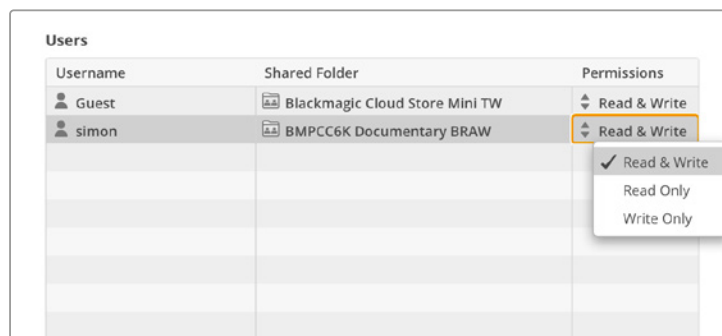 Users
Username Shared Folder Permissions
Guest Blackmagic Cloud Store Mini TW Read & Write
simon BMPCC6K Documentary BRAW Read & Write
Read & Write
Read Only
Write Only